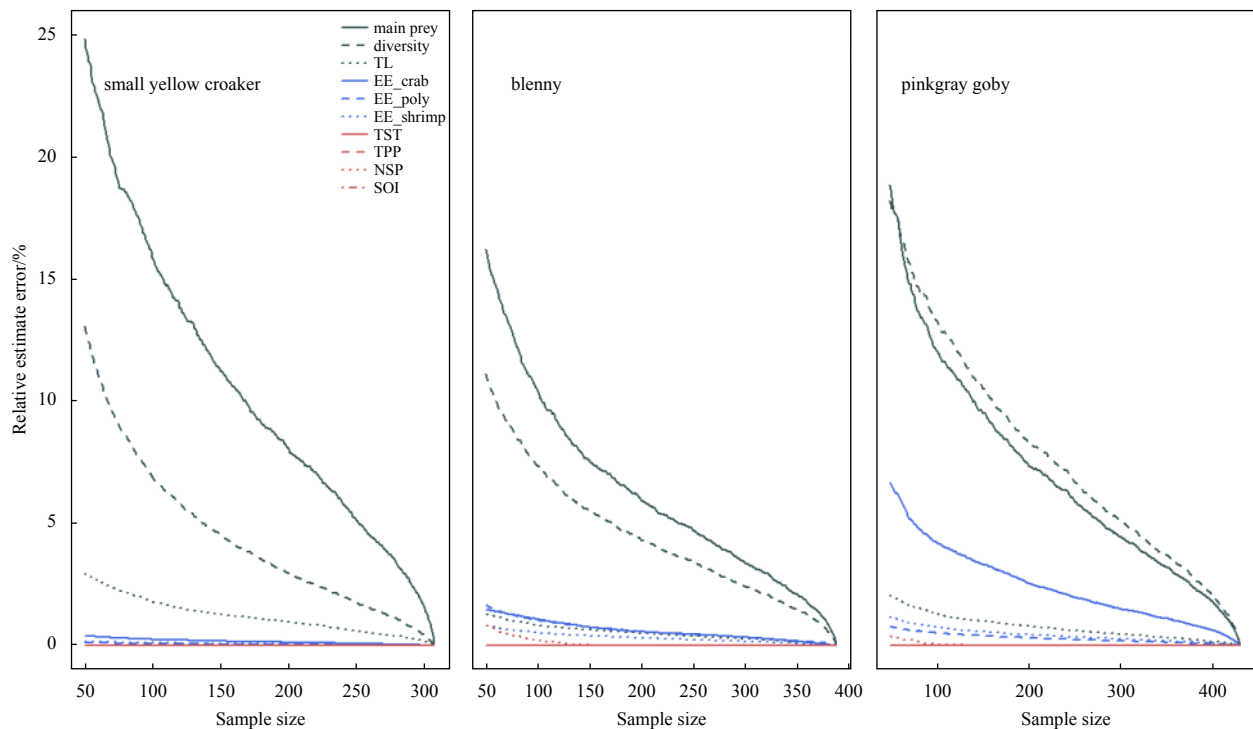 25
20
15
10
5
0
Relative estimate error/%
small yellow croaker
main prey
diversity
TL
EE_crab
EE_poly
EE_shrimp
TST
TPP
NSP
SOI
50 100 150 200 250 300
Sample size
blenny
50 100 150 200 250 300 350 400
Sample size
pinkgray goby
100 200 300 400
Sample size